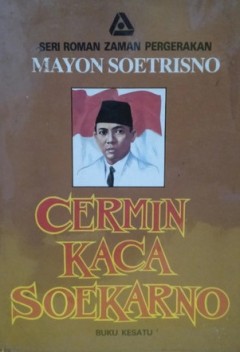 SERI ROMAN ZAMAN PERGERAKAN
MAYON SOETRISNO
CERMIN
KACA
SOEKARNO
BUKU KESATU